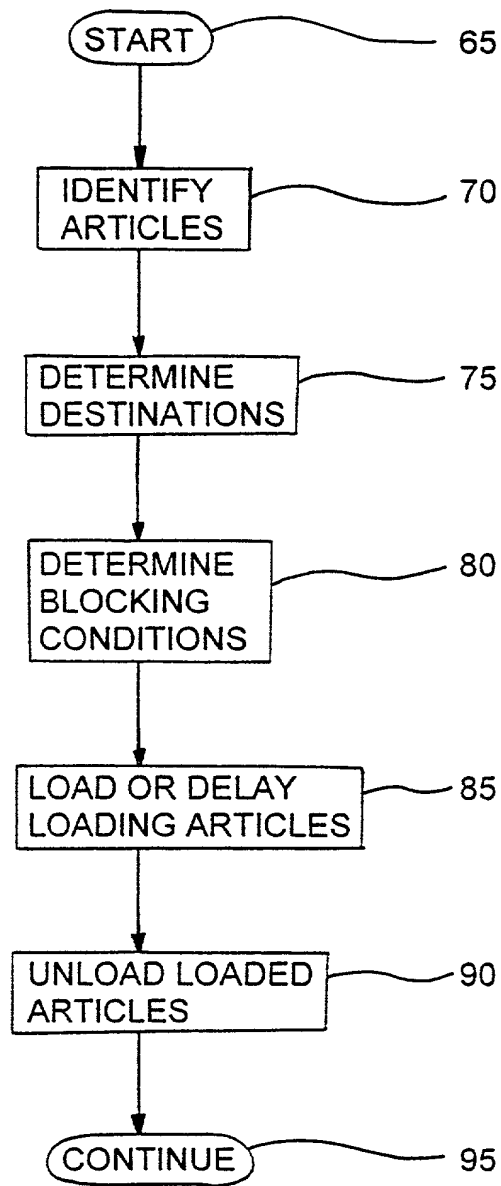 START
65
IDENTIFY
ARTICLES
70
DETERMINE
DESTINATIONS
75
DETERMINE
BLOCKING
CONDITIONS
80
LOAD OR DELAY
LOADING ARTICLES
85
UNLOAD LOADED
ARTICLES
90
CONTINUE
95